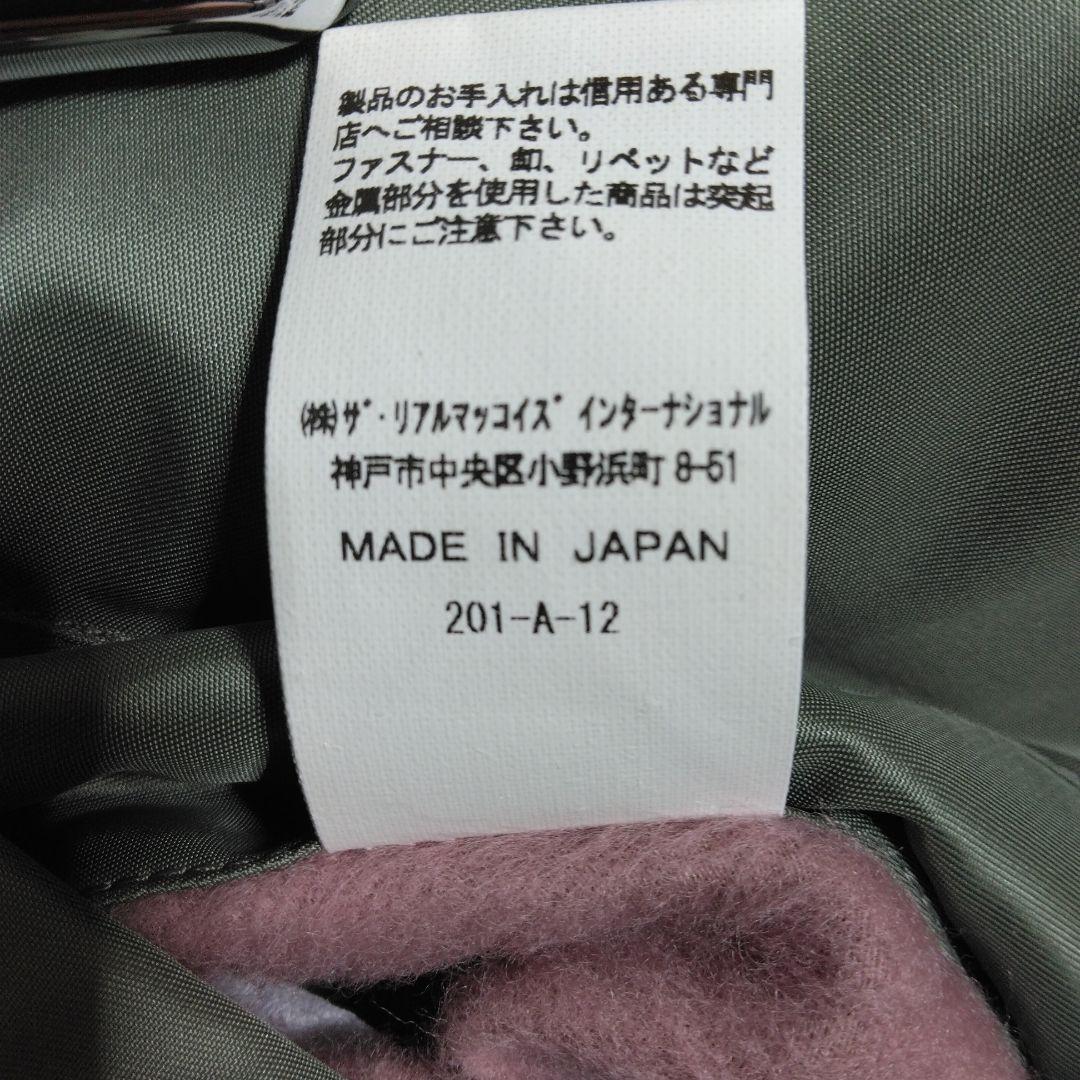 製品のお手入れは信用ある専門
店へご相談下さい。
ファスナー、釦、リベットなど
金属部分を使用した商品は突起
部分にご注意下さい。
(株)ザ・リアルマッコイズ インターナショナル
神戸市中央区小野浜町 8-51
MADE IN JAPAN
201-A-12